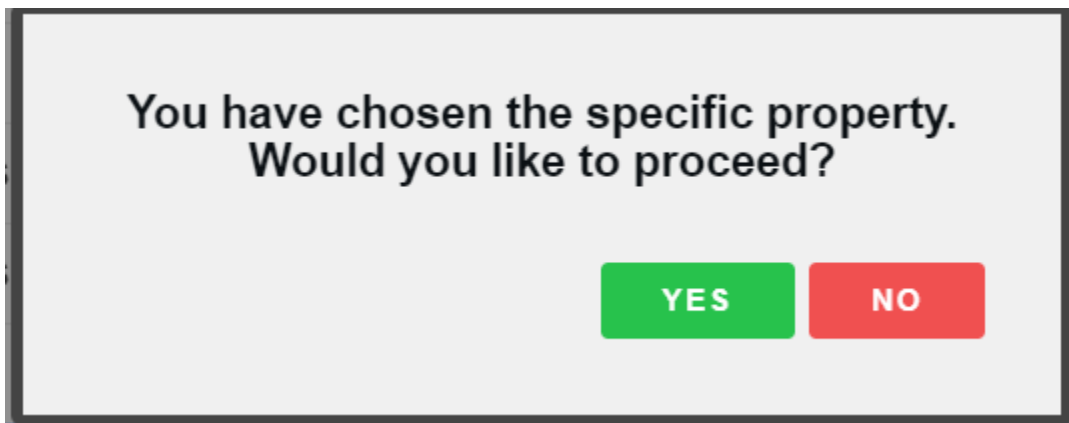 You have chosen the specific property.
Would you like to proceed?
YES NO